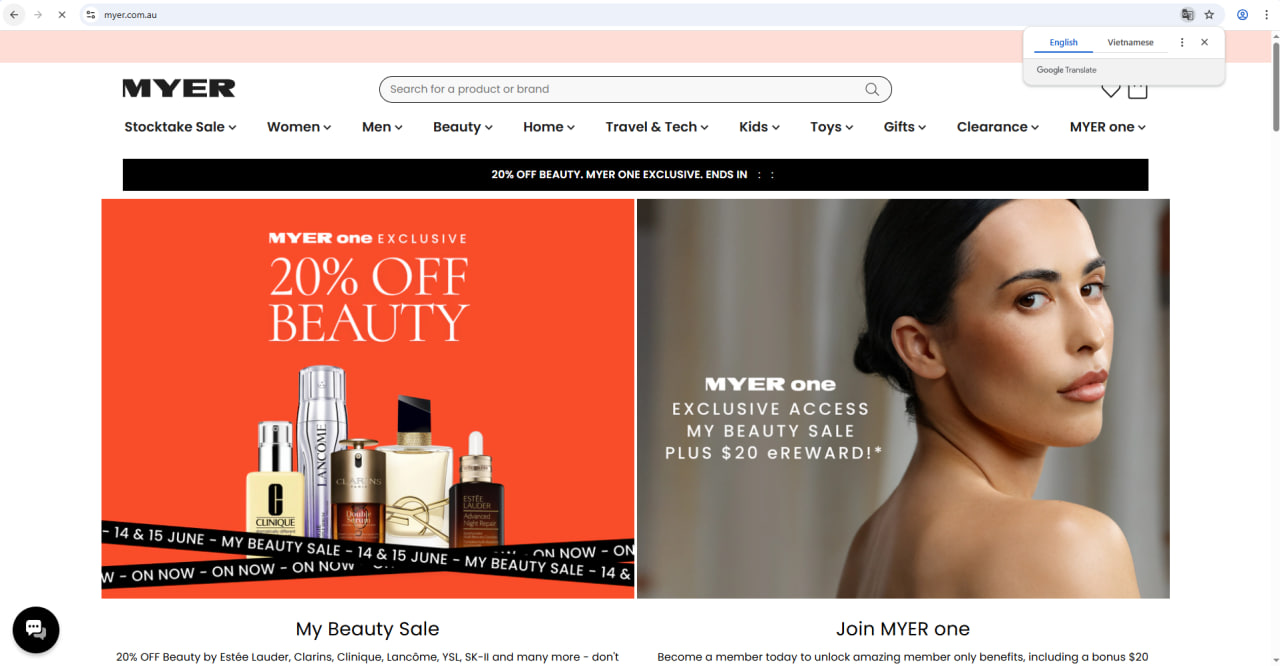 myer.com.au
English Vietnamese
Google Translate
MYER
Search for a product or brand
Stocktake Sale Women Men Beauty Home Travel & Tech Kids Toys Gifts Clearance MYER one
20% OFF BEAUTY. MYER ONE EXCLUSIVE. ENDS IN : :
MYER one EXCLUSIVE
20% OFF
BEAUTY
LANCÔME
CLARINS
Double
Serum
CLINIQUE
ESTĒE
LAUDER
Advanced
Night Repair
- 14 & 15 JUNE - MY BEAUTY SALE - 14 & 15 JUNE - MY BEAUTY SALE - 14 &
W - ON NOW - ON NOW - ON NOW - ON NOW - ON
MYER one
EXCLUSIVE ACCESS
MY BEAUTY SALE
PLUS $20 eREWARD!*
My Beauty Sale
20% OFF Beauty by Estée Lauder, Clarins, Clinique, Lancôme, YSL, SK-II and many more - don't
Join MYER one
Become a member today to unlock amazing member only benefits, including a bonus $20